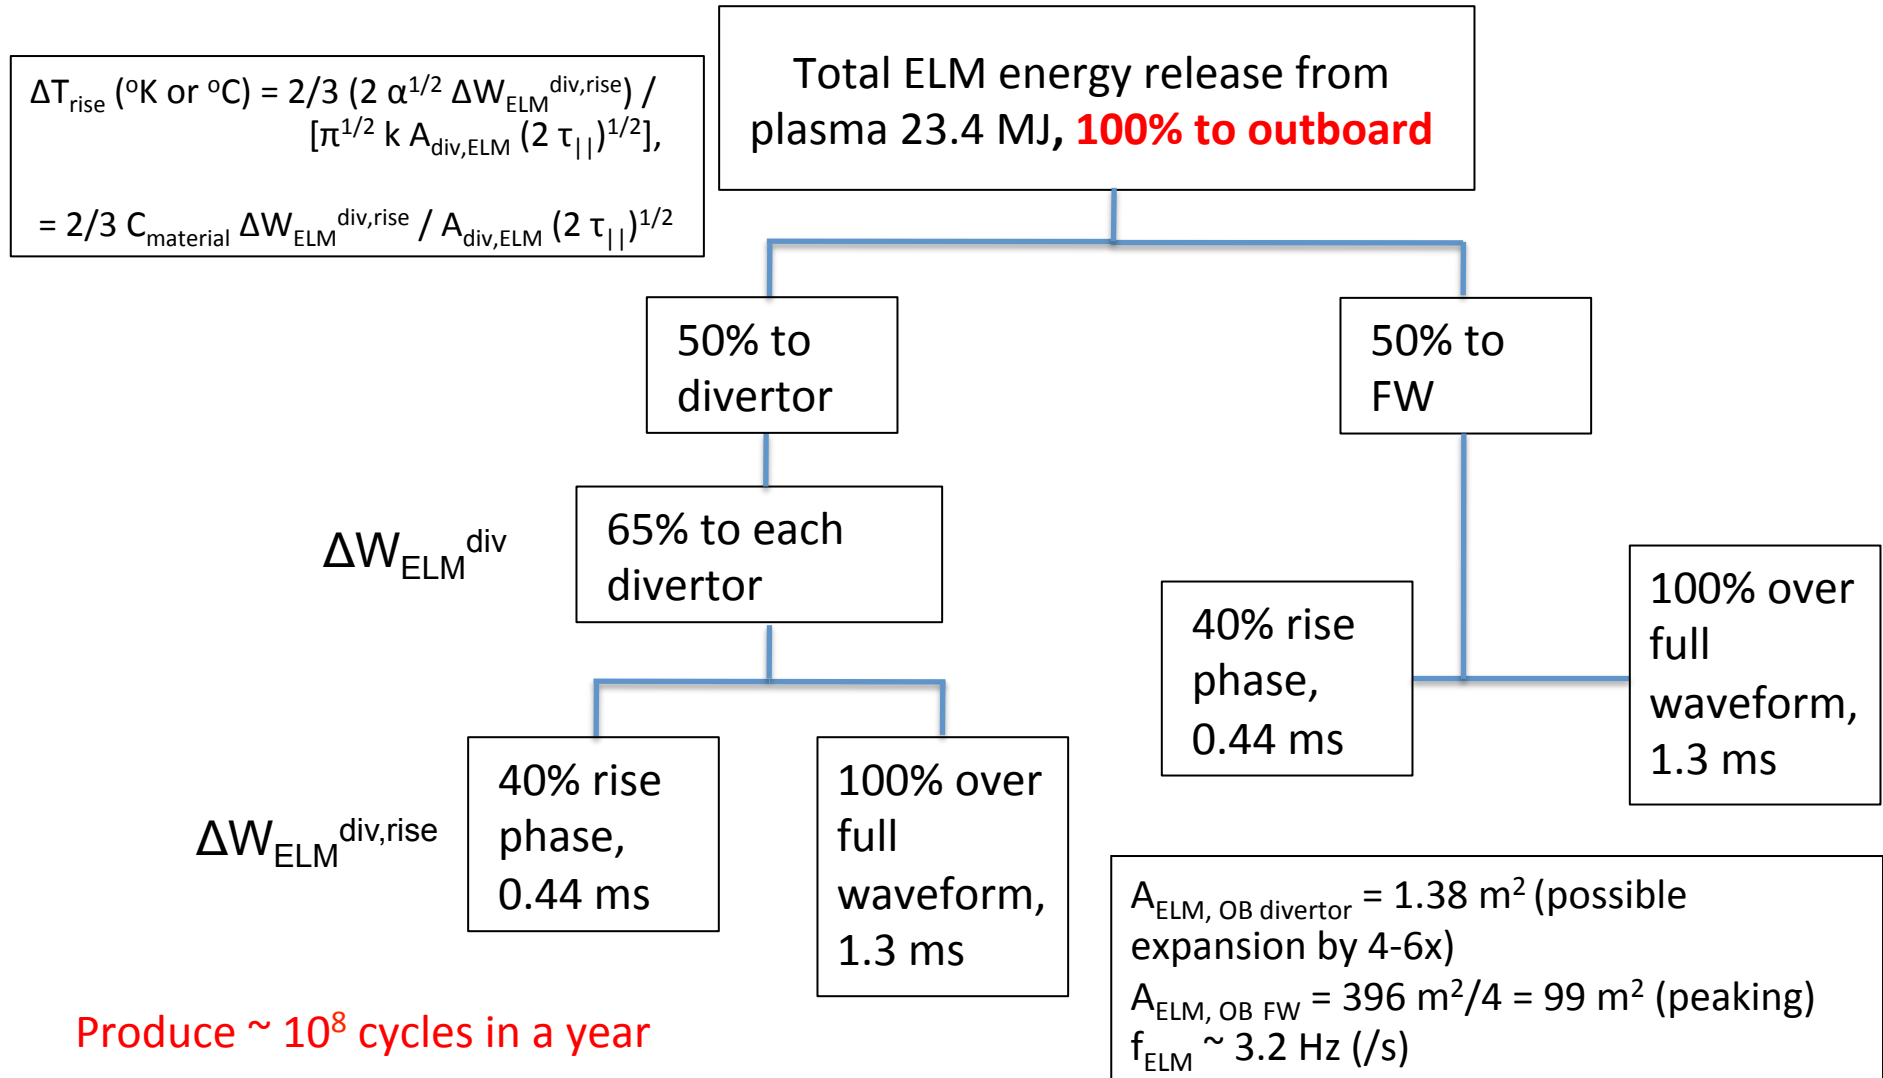 ΔT_rise (°K or °C) = 2/3 (2 α^1/2 ΔW_ELM^div,rise) /
[π^1/2 k A_div,ELM (2 τ_||)^1/2],
= 2/3 C_material ΔW_ELM^div,rise / A_div,ELM (2 τ_||)^1/2
Total ELM energy release from
plasma 23.4 MJ, 100% to outboard
50% to
divertor
50% to
FW
ΔW_ELM^div
65% to each
divertor
40% rise
phase,
0.44 ms
100% over
full
waveform,
1.3 ms
ΔW_ELM^div,rise
40% rise
phase,
0.44 ms
100% over
full
waveform,
1.3 ms
A_ELM, OB divertor = 1.38 m² (possible
expansion by 4-6x)
A_ELM, OB FW = 396 m²/4 = 99 m² (peaking)
f_ELM ~ 3.2 Hz (/s)
Produce ~ 10⁸ cycles in a year